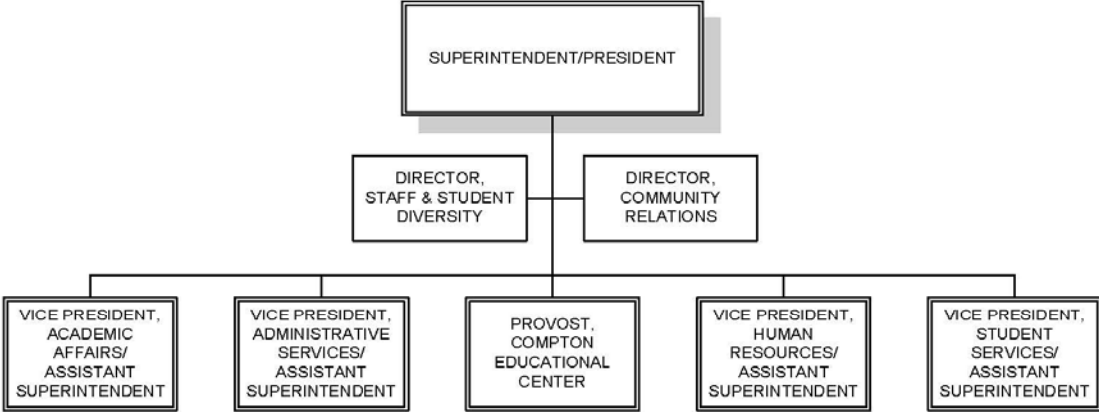 SUPERINTENDENT/PRESIDENT
DIRECTOR,
STAFF & STUDENT
DIVERSITY
DIRECTOR,
COMMUNITY
RELATIONS
VICE PRESIDENT,
ACADEMIC
AFFAIRS/
ASSISTANT
SUPERINTENDENT
VICE PRESIDENT,
ADMINISTRATIVE
SERVICES/
ASSISTANT
SUPERINTENDENT
PROVOST,
COMPTON
EDUCATIONAL
CENTER
VICE PRESIDENT,
HUMAN
RESOURCES/
ASSISTANT
SUPERINTENDENT
VICE PRESIDENT,
STUDENT
SERVICES/
ASSISTANT
SUPERINTENDENT